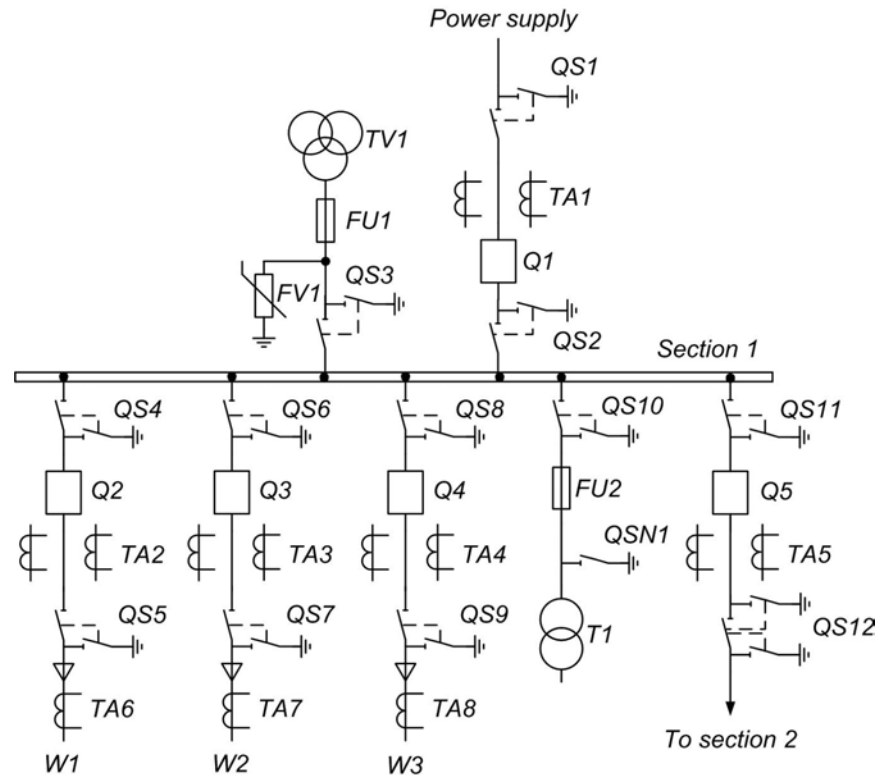 Power supply
QS1
TV1
TA1
FU1
Q1
QS3
FV1
QS2
Section 1
QS4
QS6
QS8
QS10
QS11
Q2
Q3
Q4
FU2
Q5
QSN1
TA2
TA3
TA4
TA5
QS5
QS7
QS9
T1
QS12
TA6
TA7
TA8
W1
W2
W3
To section 2